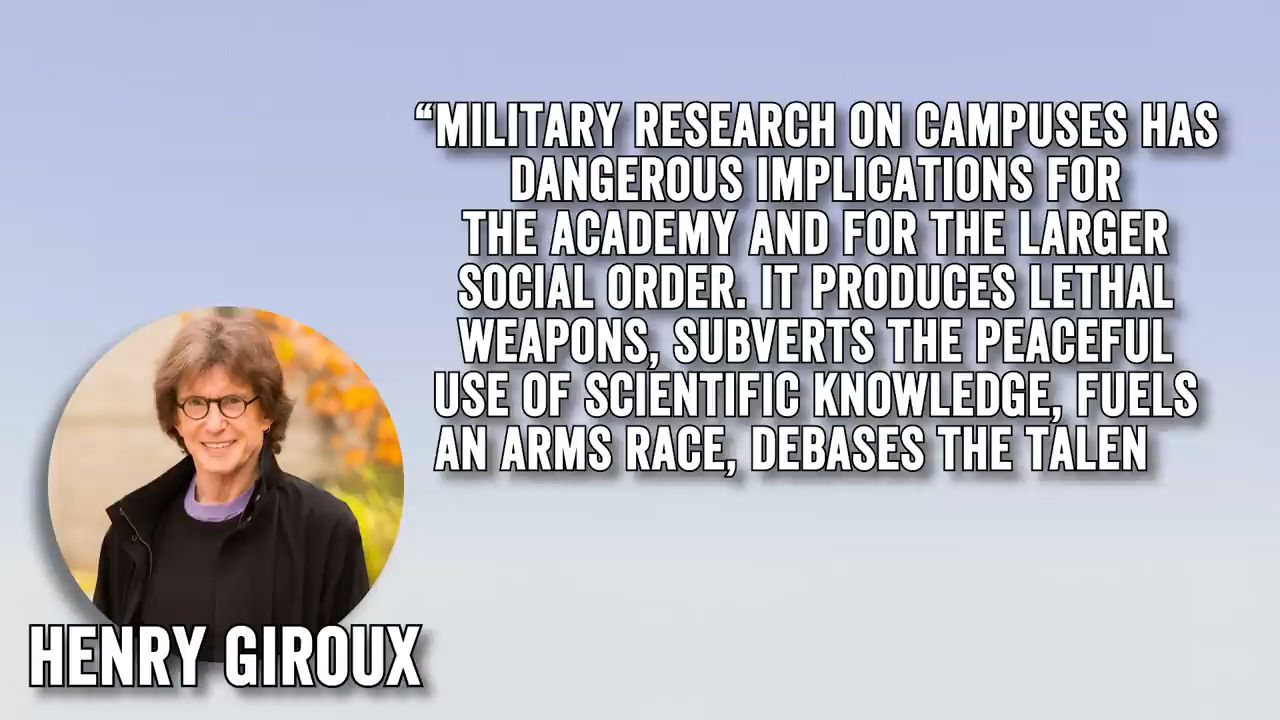 “MILITARY RESEARCH ON CAMPUSES HAS
DANGEROUS IMPLICATIONS FOR
THE ACADEMY AND FOR THE LARGER
SOCIAL ORDER. IT PRODUCES LETHAL
WEAPONS, SUBVERTS THE PEACEFUL
USE OF SCIENTIFIC KNOWLEDGE, FUELS
AN ARMS RACE, DEBASES THE TALEN
HENRY GIROUX